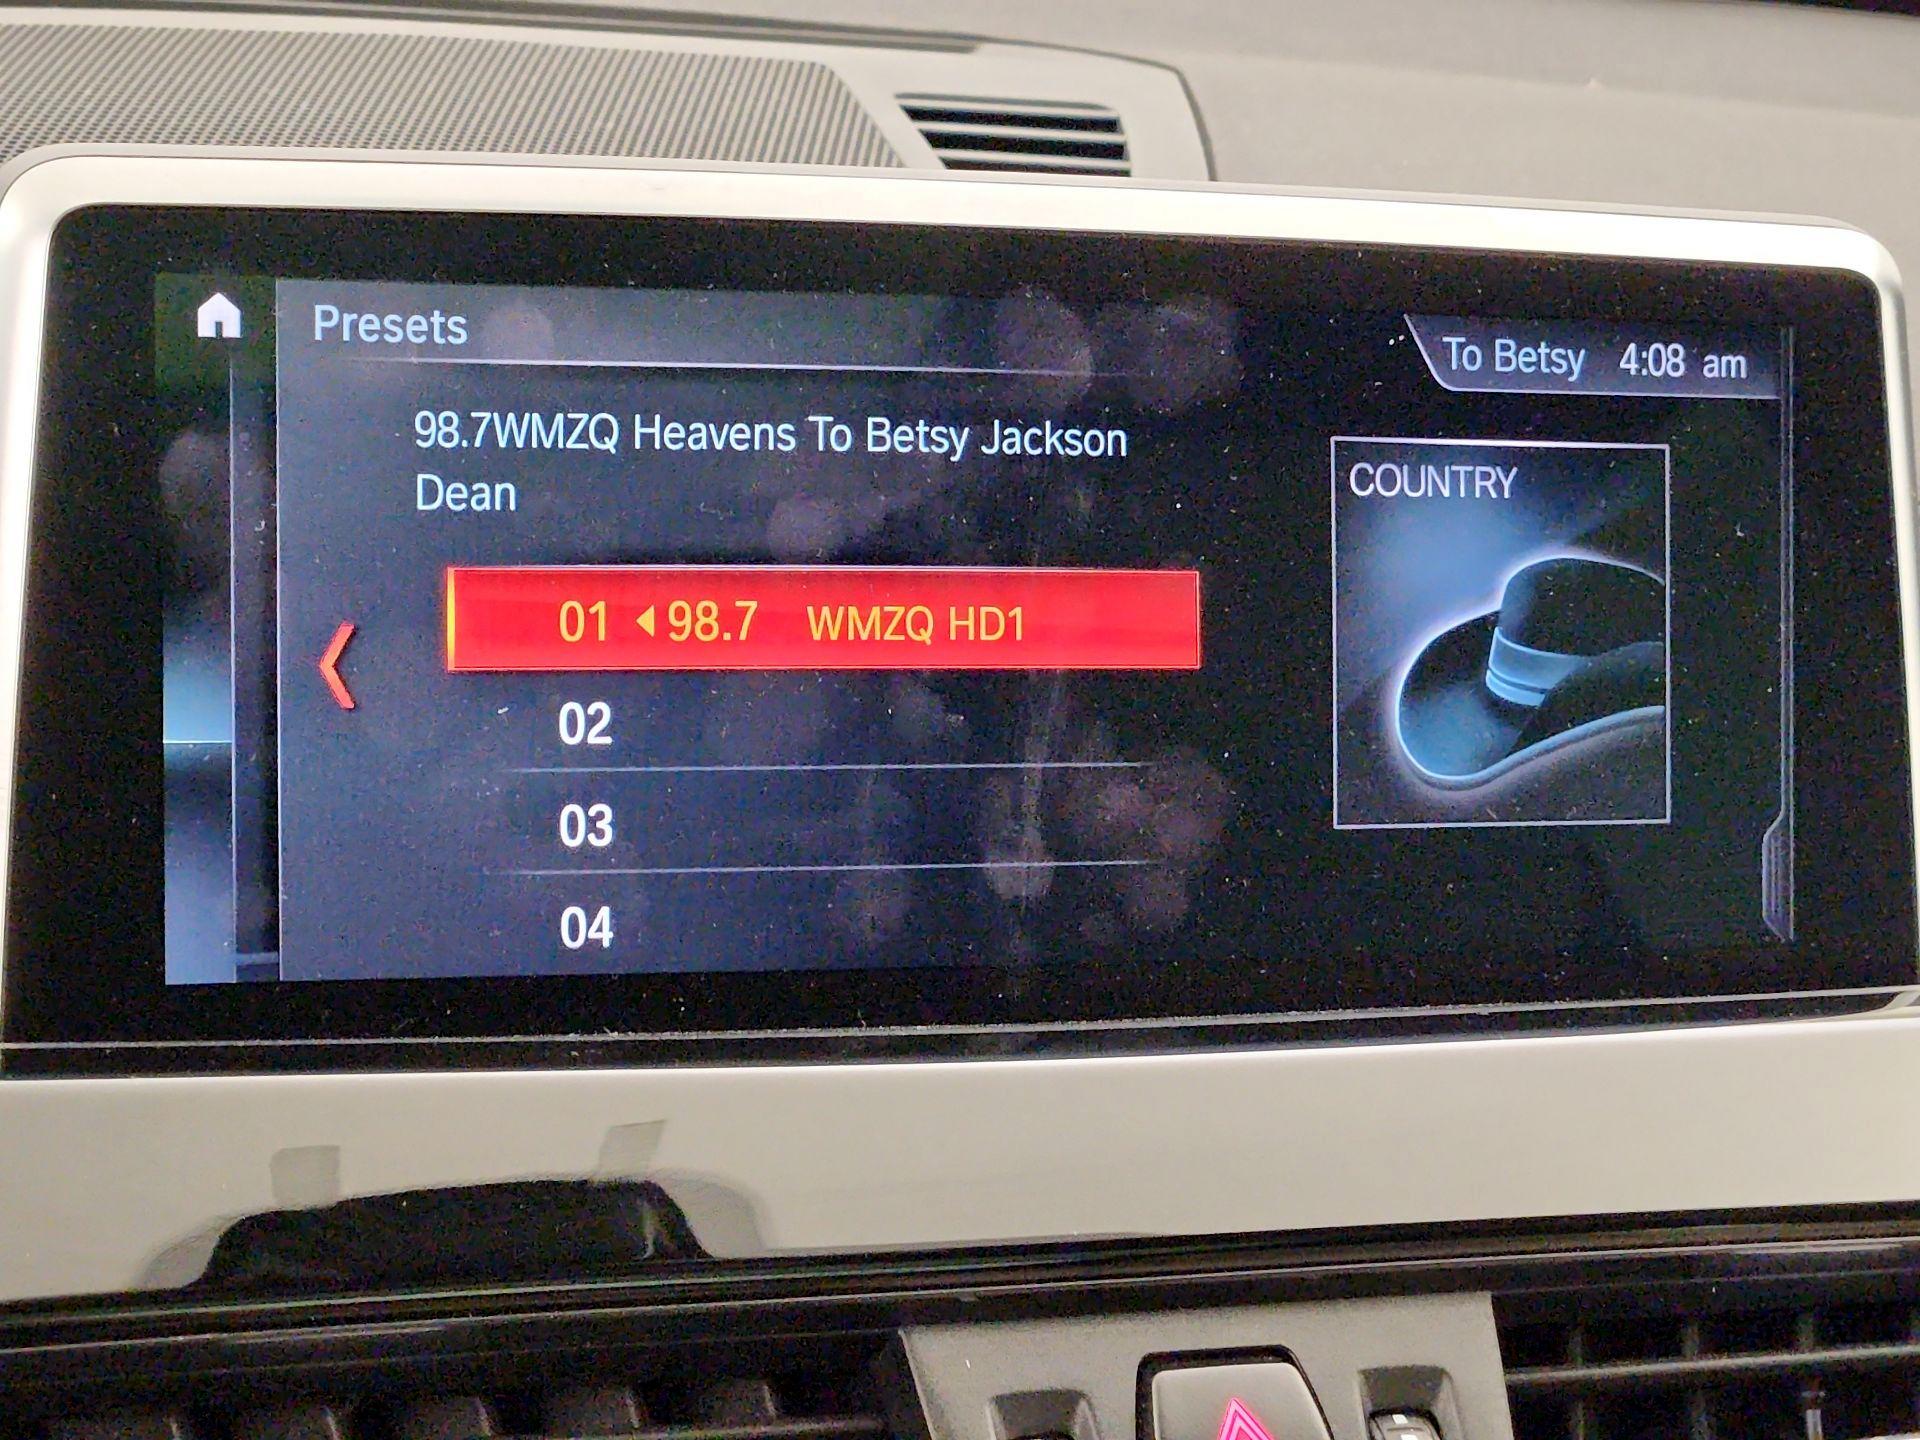 Presets
To Betsy 4:08 am
98.7WMZQ Heavens To Betsy Jackson
Dean
COUNTRY
01 ◂98.7 WMZQ HD1
02
03
04